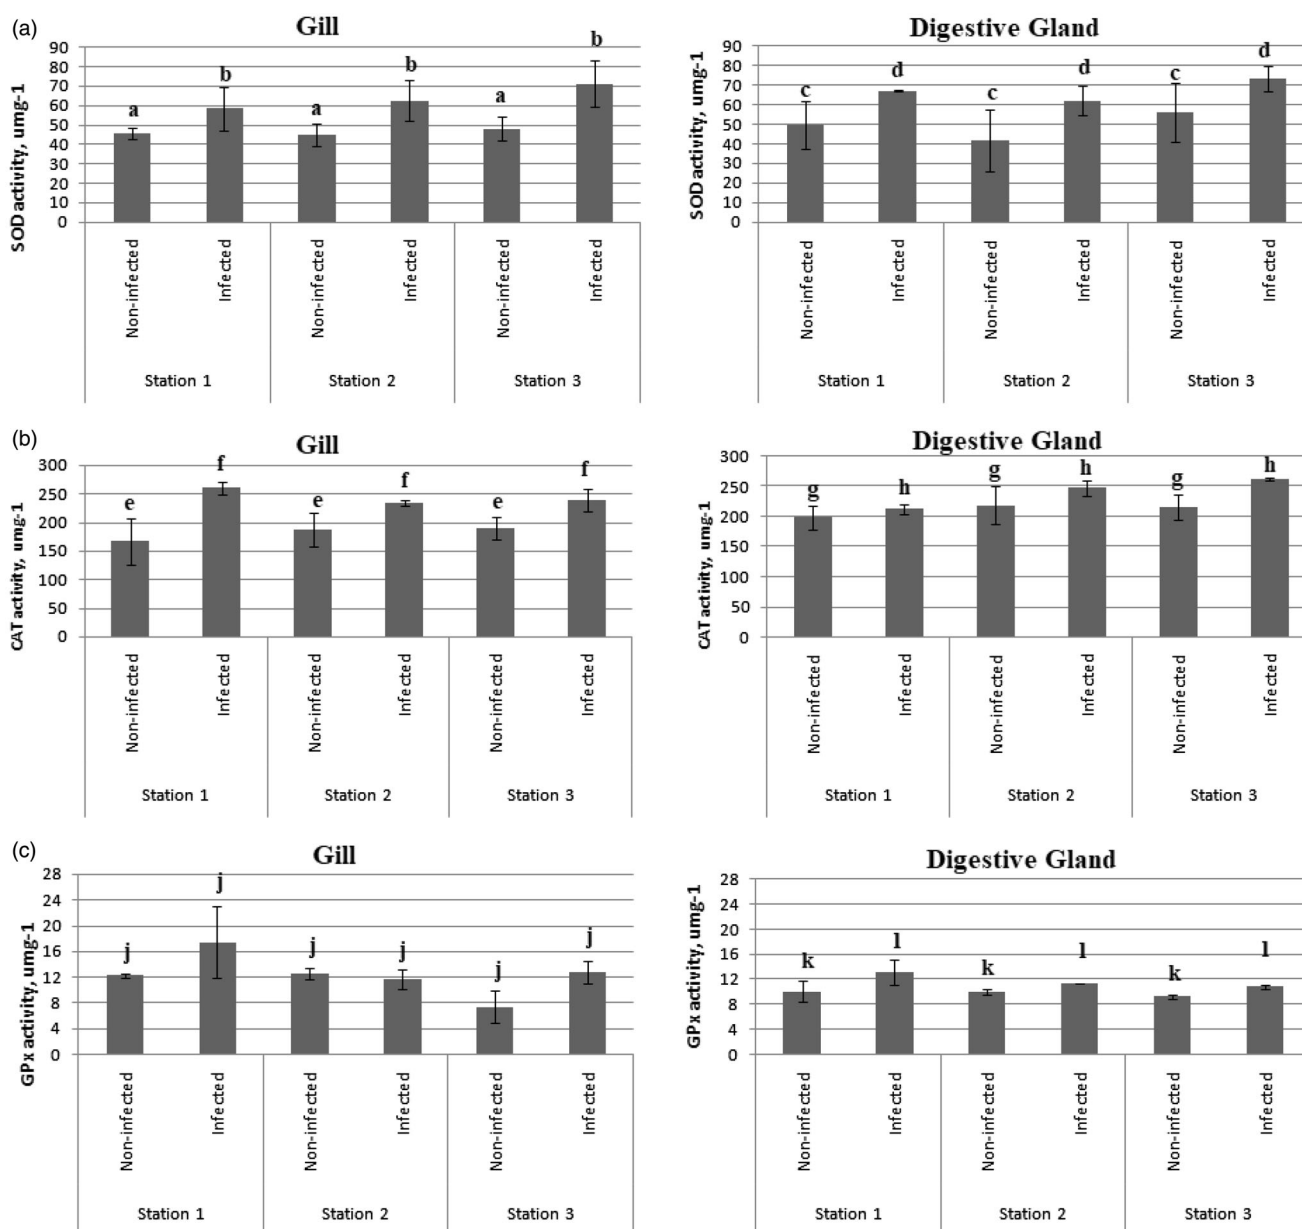 (a)
Gill
SOD activity, umg-1
90
80
70
60
50
40
30
20
10
0
a
b
a
b
a
b
Non-infected
Infected
Non-infected
Infected
Non-infected
Infected
Station 1
Station 2
Station 3
Digestive Gland
SOD activity, umg-1
90
80
70
60
50
40
30
20
10
0
c
d
c
d
c
d
Non-infected
Infected
Non-infected
Infected
Non-infected
Infected
Station 1
Station 2
Station 3
(b)
Gill
CAT activity, umg-1
300
250
200
150
100
50
0
e
f
e
f
e
f
Non-infected
Infected
Non-infected
Infected
Non-infected
Infected
Station 1
Station 2
Station 3
Digestive Gland
CAT activity, umg-1
300
250
200
150
100
50
0
g
h
g
h
g
h
Non-infected
Infected
Non-infected
Infected
Non-infected
Infected
Station 1
Station 2
Station 3
(c)
Gill
GPx activity, umg-1
28
24
20
16
12
8
4
0
j
j
j
j
j
j
Non-infected
Infected
Non-infected
Infected
Non-infected
Infected
Station 1
Station 2
Station 3
Digestive Gland
GPx activity, umg-1
28
24
20
16
12
8
4
0
k
l
k
l
k
l
Non-infected
Infected
Non-infected
Infected
Non-infected
Infected
Station 1
Station 2
Station 3